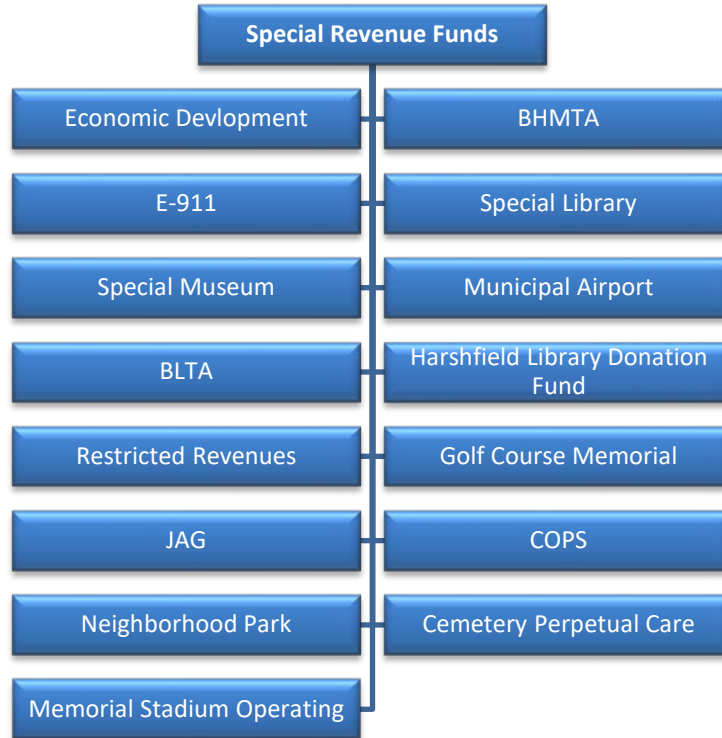 Special Revenue Funds
Economic Devlopment
BHMTA
E-911
Special Library
Special Museum
Municipal Airport
BLTA
Harshfield Library Donation
Fund
Restricted Revenues
Golf Course Memorial
JAG
COPS
Neighborhood Park
Cemetery Perpetual Care
Memorial Stadium Operating